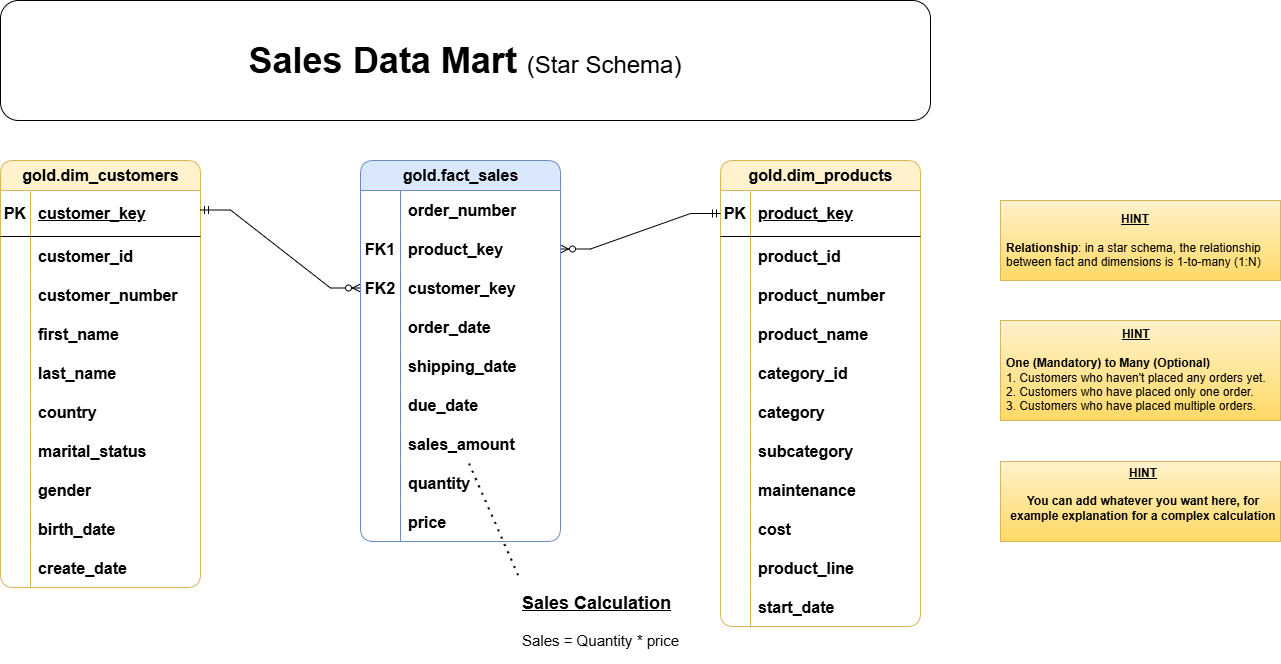 Sales Data Mart (Star Schema)
gold.dim_customers
PK customer_key
customer_id
customer_number
first_name
last_name
country
marital_status
gender
birth_date
create_date
gold.fact_sales
order_number
FK1 product_key
FK2 customer_key
order_date
shipping_date
due_date
sales_amount
quantity
price
Sales Calculation
Sales = Quantity * price
gold.dim_products
PK product_key
product_id
product_number
product_name
category_id
category
subcategory
maintenance
cost
product_line
start_date
HINT
Relationship: in a star schema, the relationship
between fact and dimensions is 1-to-many (1:N)
HINT
One (Mandatory) to Many (Optional)
1. Customers who haven't placed any orders yet.
2. Customers who have placed only one order.
3. Customers who have placed multiple orders.
HINT
You can add whatever you want here, for
example explanation for a complex calculation